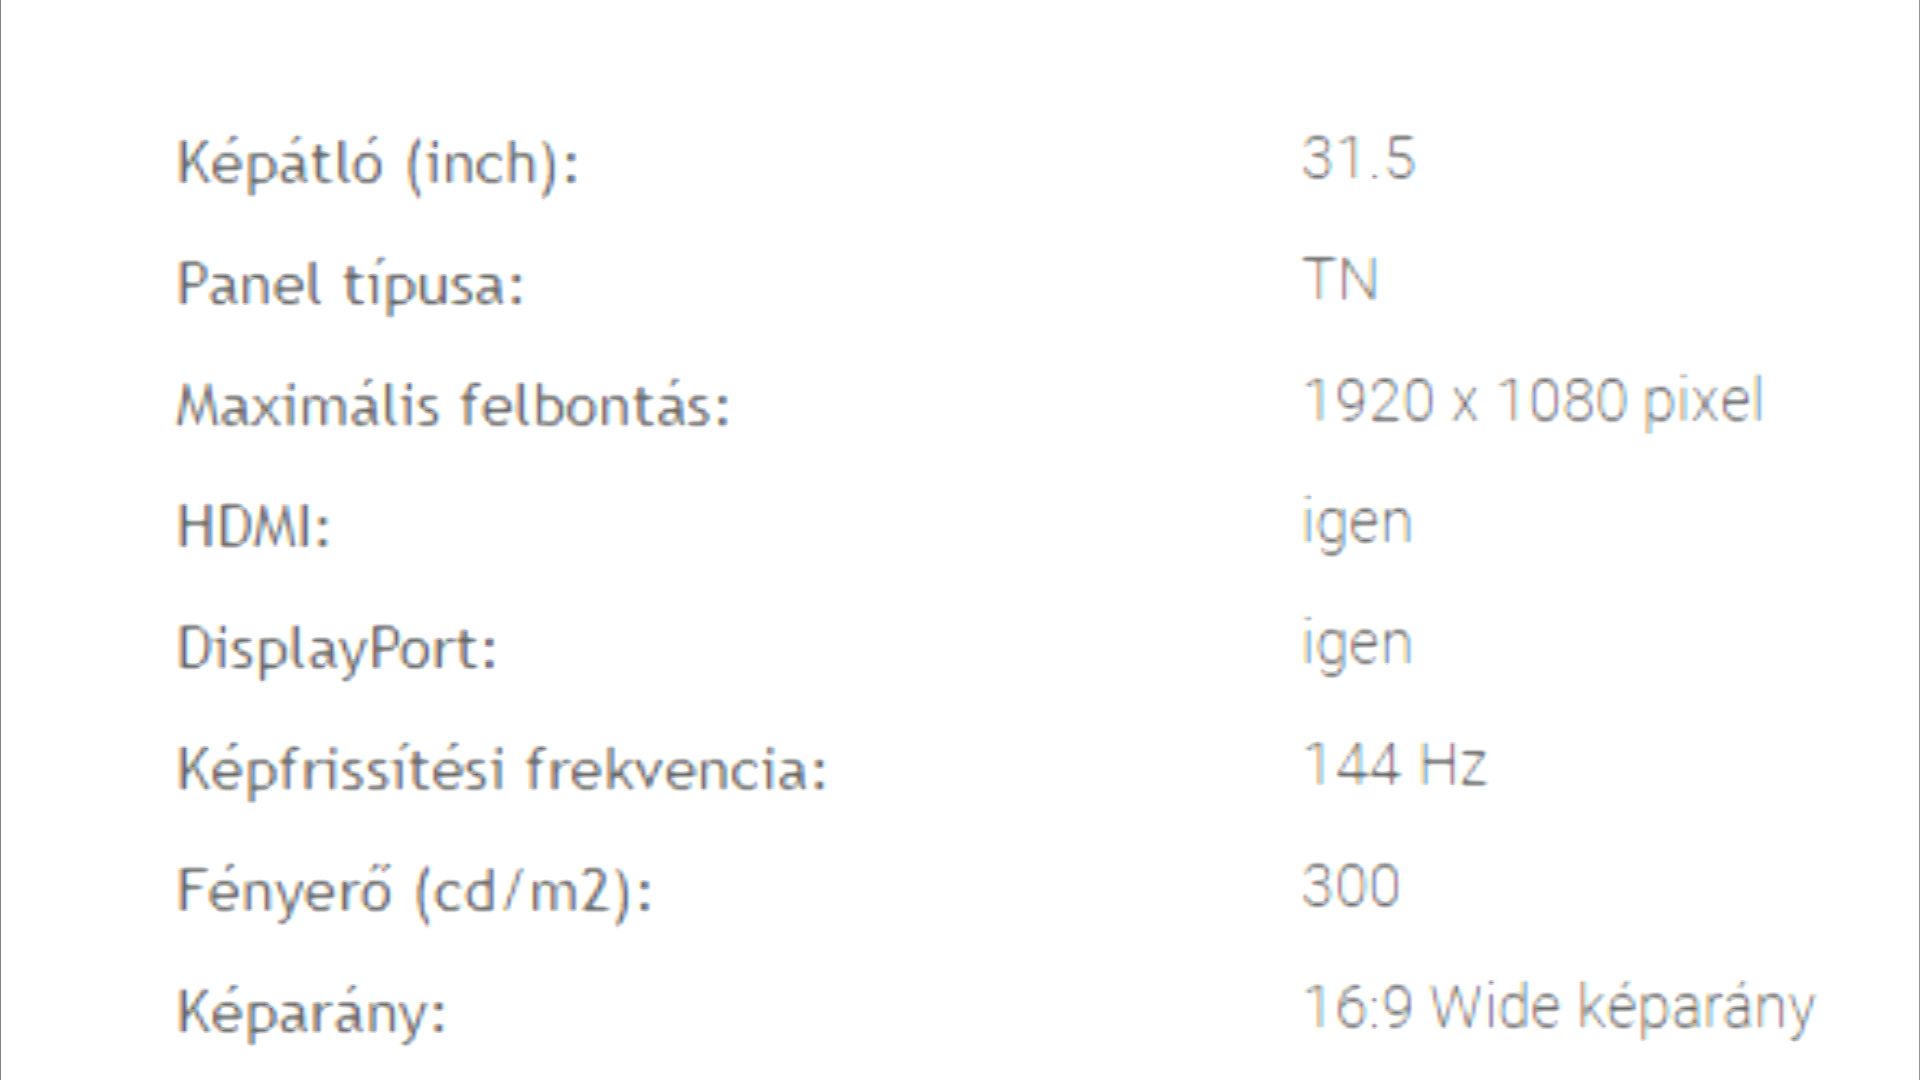 Képátló (inch): 31.5
Panel típusa: TN
Maximális felbontás: 1920 x 1080 pixel
HDMI: igen
DisplayPort: igen
Képfrissítési frekvencia: 144 Hz
Fényerő (cd/m2): 300
Képarány: 16:9 Wide képarány